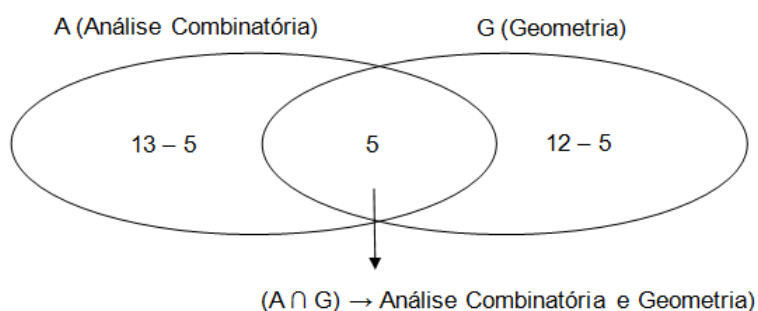 A (Análise Combinatória) G (Geometria)
13 – 5 5 12 – 5
(A ∩ G) → Análise Combinatória e Geometria)